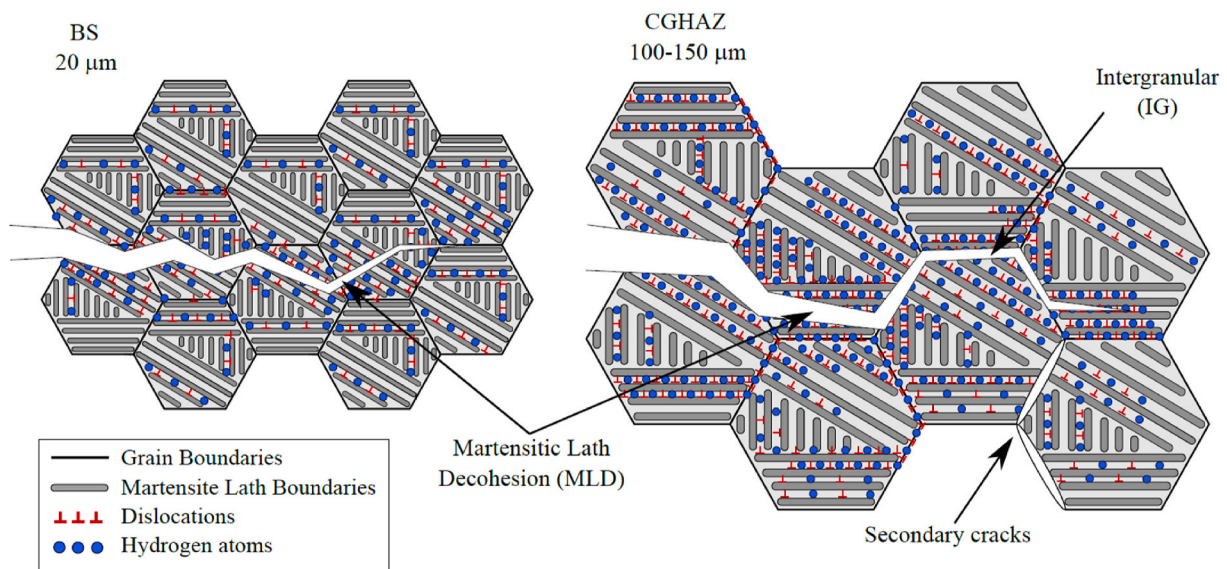 BS
20 μm
CGHAZ
100-150 μm
Intergranular
(IG)
Martensitic Lath
Decohesion (MLD)
Secondary cracks
Grain Boundaries
Martensite Lath Boundaries
Dislocations
Hydrogen atoms